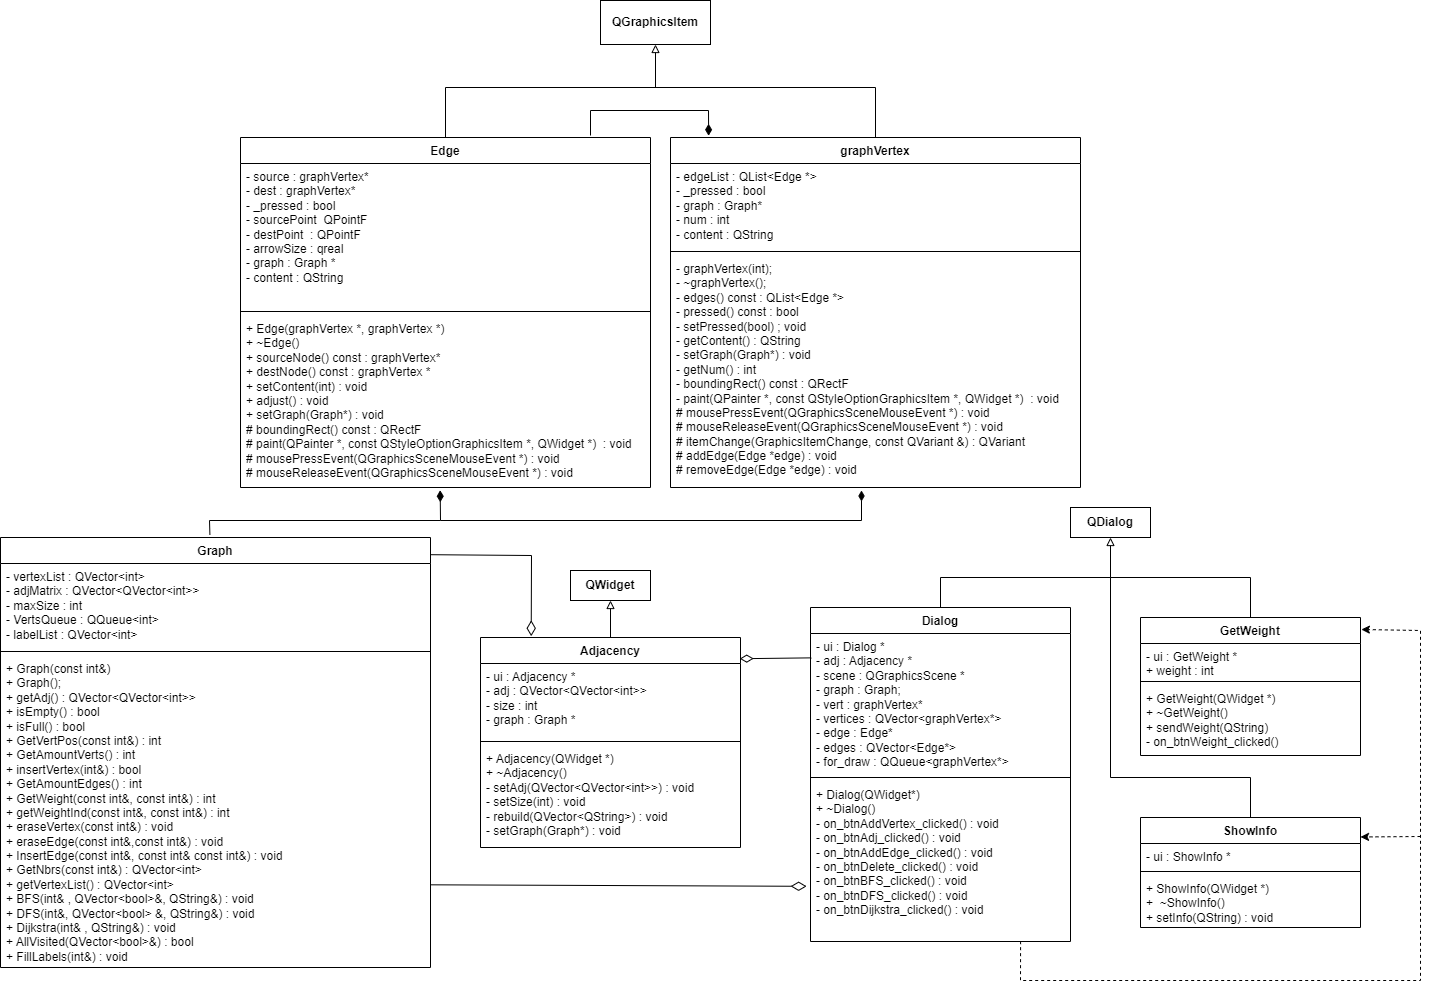 QGraphicsItem
Edge
- source : graphVertex*
- dest : graphVertex*
- _pressed : bool
- sourcePoint  QPointF
- destPoint  : QPointF
- arrowSize : qreal
- graph : Graph *
- content : QString
+ Edge(graphVertex *, graphVertex *)
+ ~Edge()
+ sourceNode() const : graphVertex*
+ destNode() const : graphVertex *
+ setContent(int) : void
+ adjust() : void
+ setGraph(Graph*) : void
# boundingRect() const : QRectF
# paint(QPainter *, const QStyleOptionGraphicsItem *, QWidget *)  : void
# mousePressEvent(QGraphicsSceneMouseEvent *) : void
# mouseReleaseEvent(QGraphicsSceneMouseEvent *) : void
graphVertex
- edgeList : QList<Edge *>
- _pressed : bool
- graph : Graph*
- num : int
- content : QString
- graphVertex(int);
- ~graphVertex();
- edges() const : QList<Edge *>
- pressed() const : bool
- setPressed(bool) ; void
- getContent() : QString
- setGraph(Graph*) : void
- getNum() : int
- boundingRect() const : QRectF
- paint(QPainter *, const QStyleOptionGraphicsItem *, QWidget *)  : void
# mousePressEvent(QGraphicsSceneMouseEvent *) : void
# mouseReleaseEvent(QGraphicsSceneMouseEvent *) : void
# itemChange(GraphicsItemChange, const QVariant &) : QVariant
# addEdge(Edge *edge) : void
# removeEdge(Edge *edge) : void
Graph
- vertexList : QVector<int>
- adjMatrix : QVector<QVector<int>>
- maxSize : int
- VertsQueue : QQueue<int>
- labelList : QVector<int>
+ Graph(const int&)
+ Graph();
+ getAdj() : QVector<QVector<int>>
+ isEmpty() : bool
+ isFull() : bool
+ GetVertPos(const int&) : int
+ GetAmountVerts() : int
+ insertVertex(int&) : bool
+ GetAmountEdges() : int
+ GetWeight(const int&, const int&) : int
+ getWeightInd(const int&, const int&) : int
+ eraseVertex(const int&) : void
+ eraseEdge(const int&,const int&) : void
+ InsertEdge(const int&, const int& const int&) : void
+ GetNbrs(const int&) : QVector<int>
+ getVertexList() : QVector<int>
+ BFS(int& , QVector<bool>&, QString&) : void
+ DFS(int&, QVector<bool> &, QString&) : void
+ Dijkstra(int& , QString&) : void
+ AllVisited(QVector<bool>&) : bool
+ FillLabels(int&) : void
QWidget
Adjacency
- ui : Adjacency *
- adj : QVector<QVector<int>>
- size : int
- graph : Graph *
+ Adjacency(QWidget *)
+ ~Adjacency()
- setAdj(QVector<QVector<int>>) : void
- setSize(int) : void
- rebuild(QVector<QString>) : void
- setGraph(Graph*) : void
QDialog
Dialog
- ui : Dialog *
- adj : Adjacency *
- scene : QGraphicsScene *
- graph : Graph;
- vert : graphVertex*
- vertices : QVector<graphVertex*>
- edge : Edge*
- edges : QVector<Edge*>
- for_draw : QQueue<graphVertex*>
+ Dialog(QWidget*)
+ ~Dialog()
- on_btnAddVertex_clicked() : void
- on_btnAdj_clicked() : void
- on_btnAddEdge_clicked() : void
- on_btnDelete_clicked() : void
- on_btnBFS_clicked() : void
- on_btnDFS_clicked() : void
- on_btnDijkstra_clicked() : void
GetWeight
- ui : GetWeight *
+ weight : int
+ GetWeight(QWidget *)
+ ~GetWeight()
+ sendWeight(QString)
- on_btnWeight_clicked()
ShowInfo
- ui : ShowInfo *
+ ShowInfo(QWidget *)
+  ~ShowInfo()
+ setInfo(QString) : void